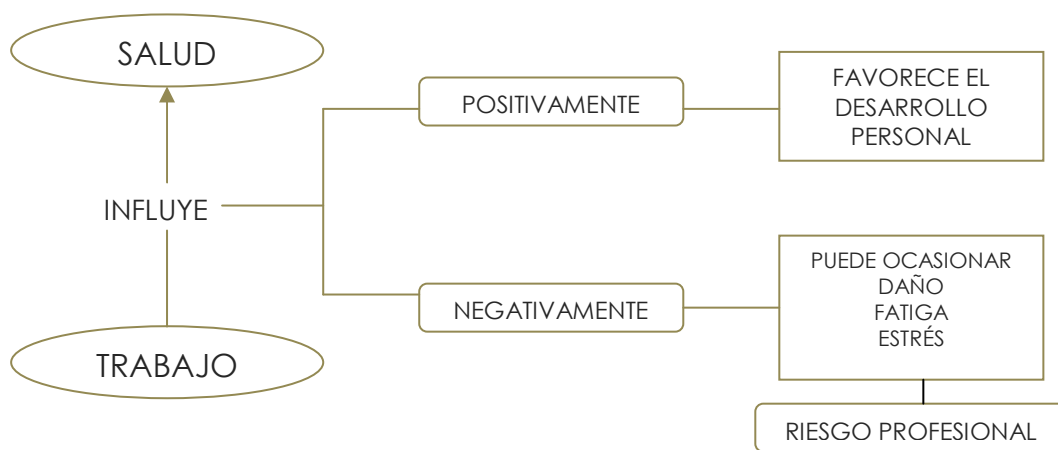 SALUD
INFLUYE
TRABAJO
POSITIVAMENTE
FAVORECE EL
DESARROLLO
PERSONAL
NEGATIVAMENTE
PUEDE OCASIONAR
DAÑO
FATIGA
ESTRÉS
RIESGO PROFESIONAL